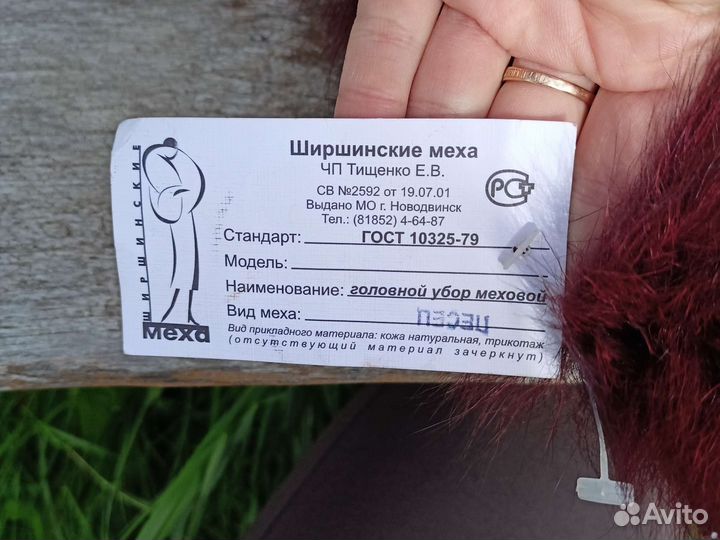 ШИРШИНСКИЕ
меха
Ширшинские меха
ЧП Тищенко Е.В.
СВ №2592 от 19.07.01
Выдано МО г. Новодвинск
Тел.: (81852) 4-64-87
РСТ
Стандарт: ГОСТ 10325-79
Модель:
Наименование: головной убор меховой
Вид меха: ПЕСЕЦ
Вид прикладного материала: кожа натуральная, трикотаж
(отсутствующий материал зачеркнут)
Avito